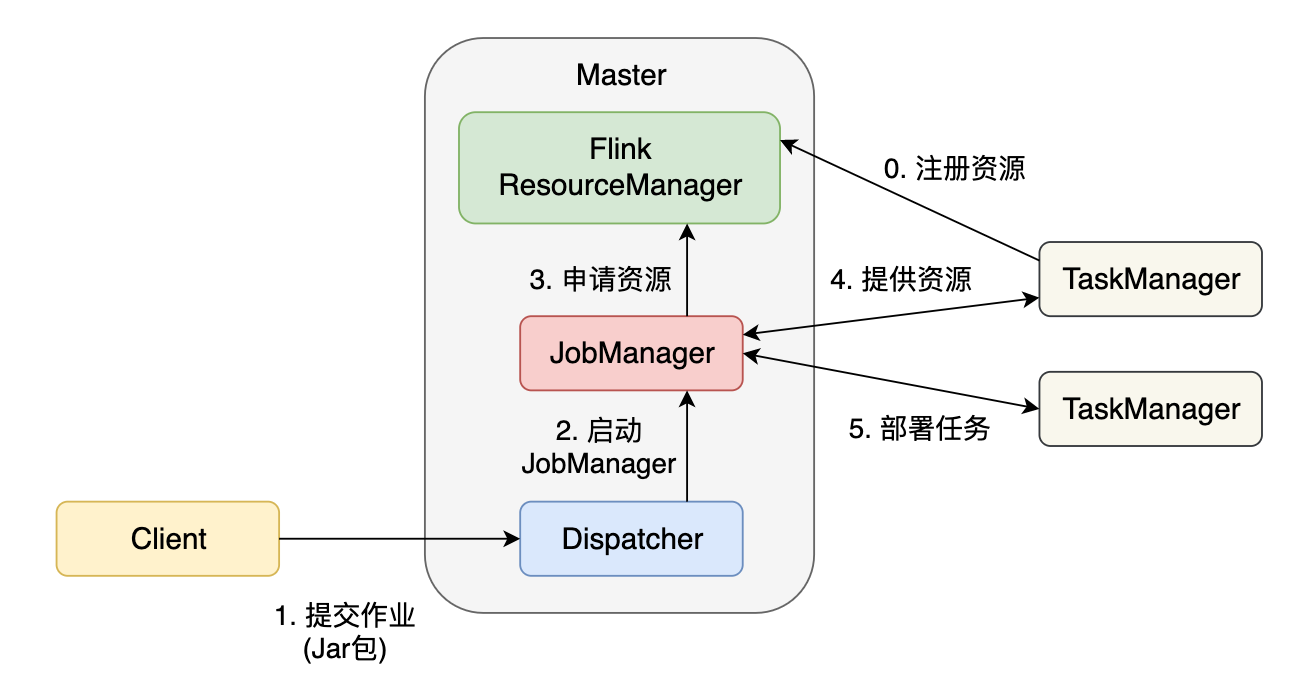 Master
Flink
ResourceManager
0. 注册资源
3. 申请资源
4. 提供资源
TaskManager
JobManager
TaskManager
2. 启动
JobManager
5. 部署任务
Client
Dispatcher
1. 提交作业
(Jar包)